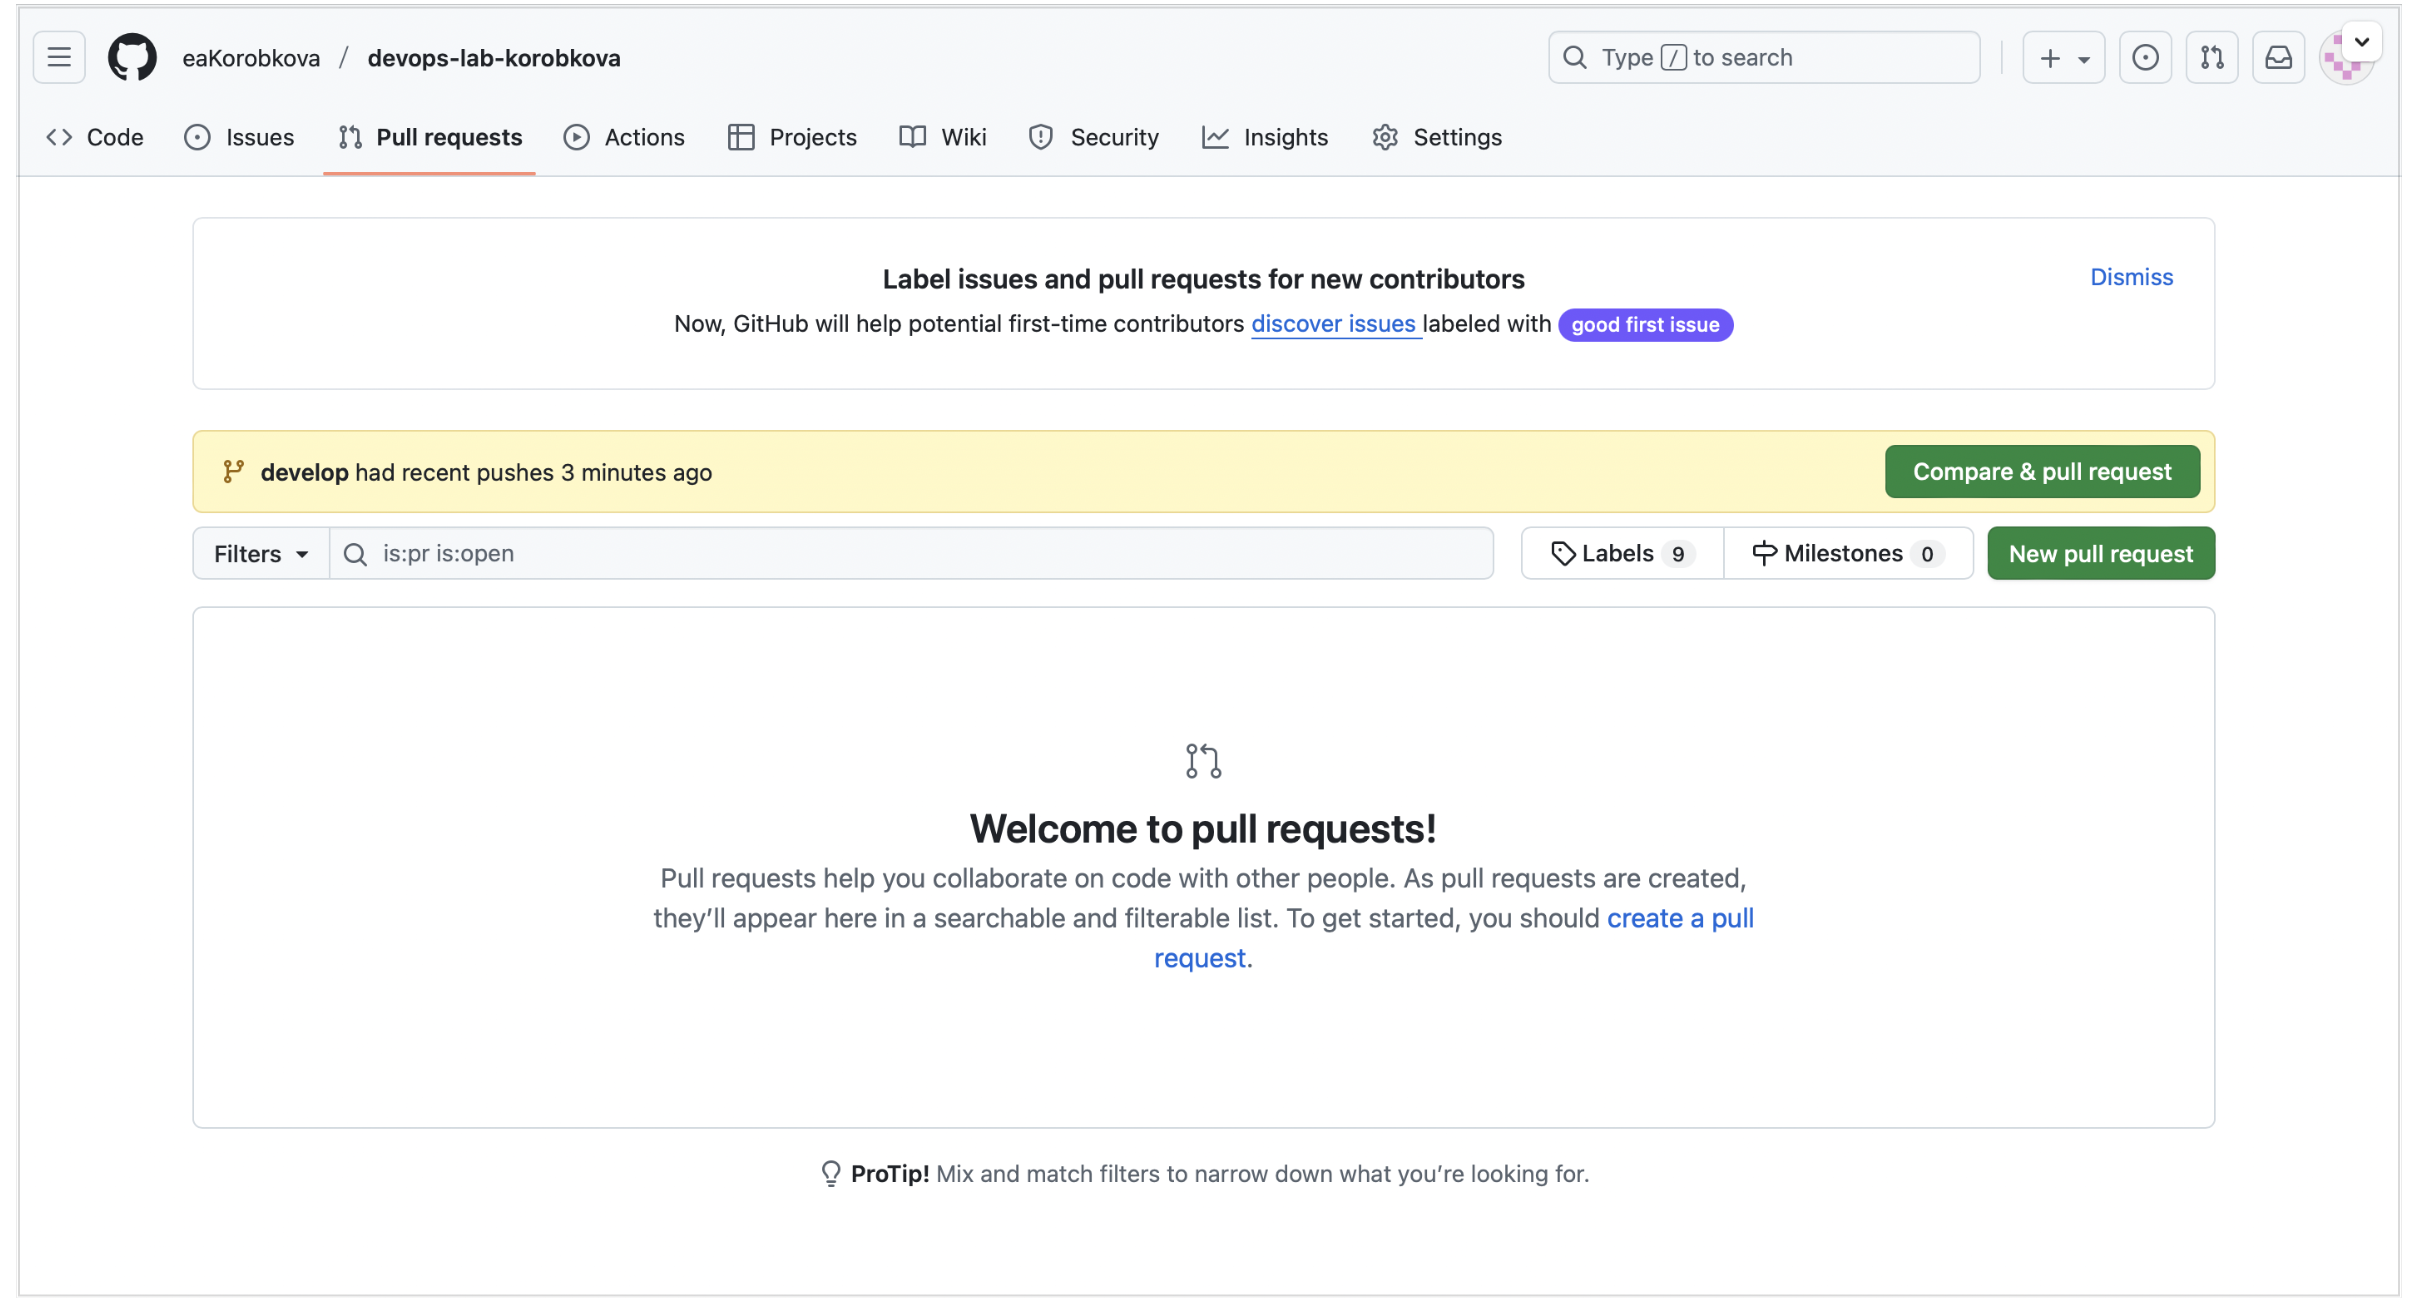 eaKorobkova / devops-lab-korobkova
Type / to search
Code Issues Pull requests Actions Projects Wiki Security Insights Settings
Label issues and pull requests for new contributors
Dismiss
Now, GitHub will help potential first-time contributors discover issues labeled with good first issue
develop had recent pushes 3 minutes ago
Compare & pull request
Filters is:pr is:open Labels 9 Milestones 0 New pull request
Welcome to pull requests!
Pull requests help you collaborate on code with other people. As pull requests are created,
they’ll appear here in a searchable and filterable list. To get started, you should create a pull
request.
ProTip! Mix and match filters to narrow down what you’re looking for.